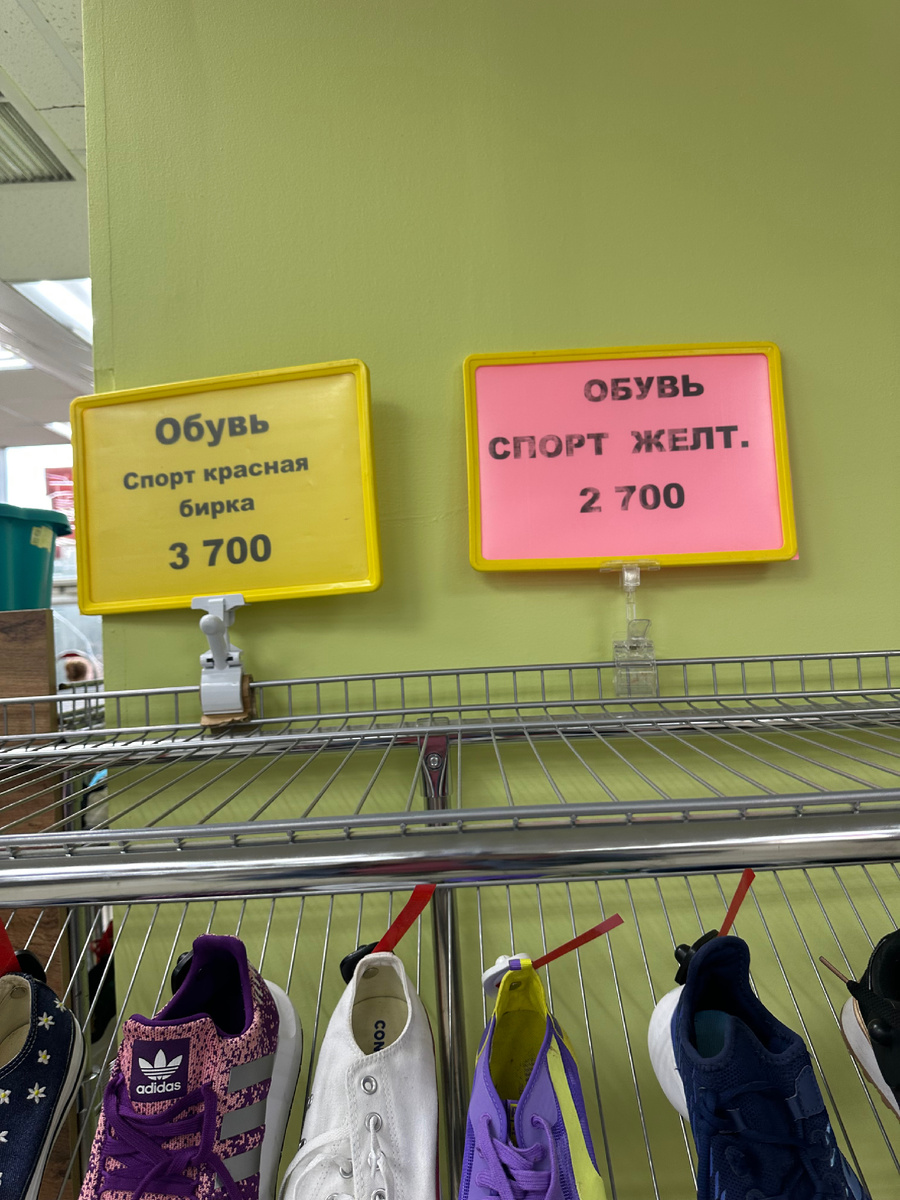 Обувь
Спорт красная
бирка
3 700
ОБУВЬ
СПОРТ ЖЕЛТ.
2 700
adidas
CON